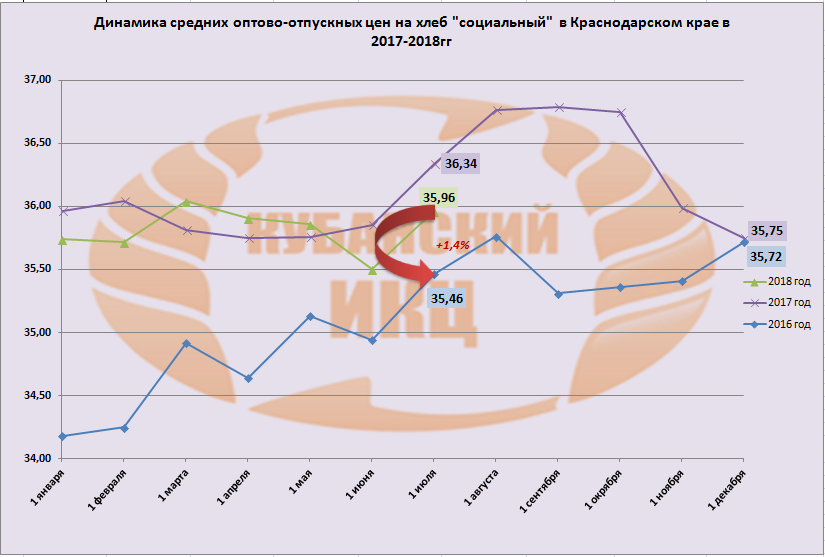 Динамика средних оптово-отпускных цен на хлеб "социальный" в Краснодарском крае в
2017-2018гг
37,00
36,50
36,00
35,50
35,00
34,50
34,00
36,34
35,96
+1,4%
35,46
35,75
35,72
КУБАНСКИЙ
ИКЦ
2018 год
2017 год
2016 год
1 января
1 февраля
1 марта
1 апреля
1 мая
1 июня
1 июля
1 августа
1 сентября
1 октября
1 ноября
1 декабря